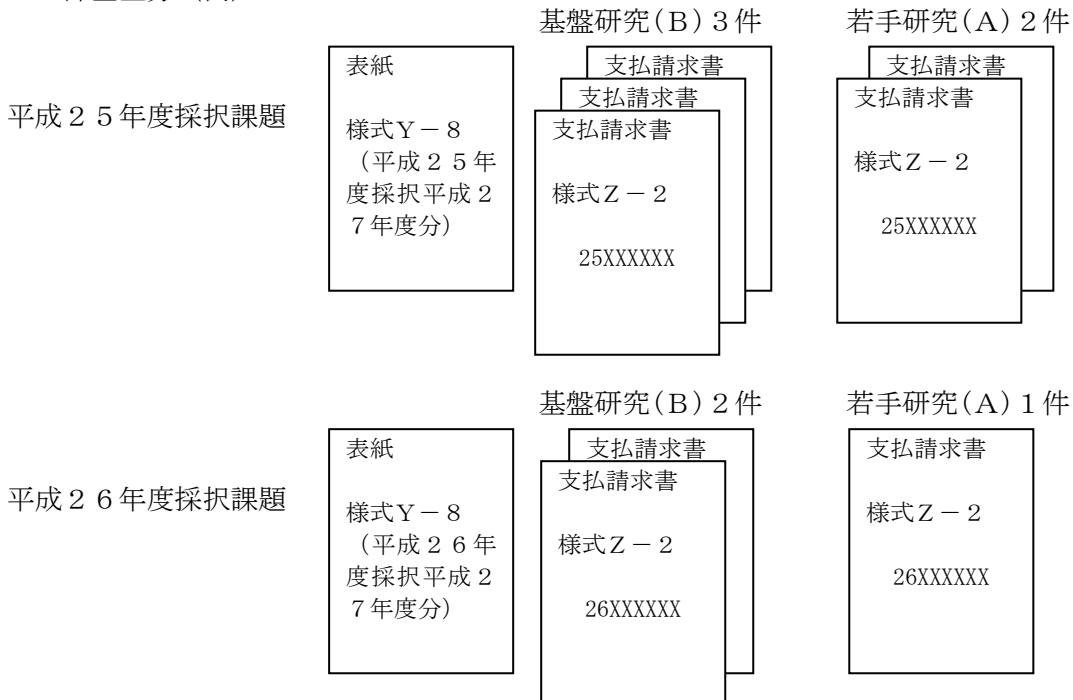 基盤研究(B)３件
若手研究(A)２件
平成２５年度採択課題
表紙
様式Ｙ－８
（平成２５年
度採択平成２
７年度分）
支払請求書
支払請求書
支払請求書
様式Ｚ－２
25XXXXXX
支払請求書
支払請求書
様式Ｚ－２
25XXXXXX
基盤研究(B)２件
若手研究(A)１件
平成２６年度採択課題
表紙
様式Ｙ－８
（平成２６年
度採択平成２
７年度分）
支払請求書
支払請求書
様式Ｚ－２
26XXXXXX
支払請求書
様式Ｚ－２
26XXXXXX